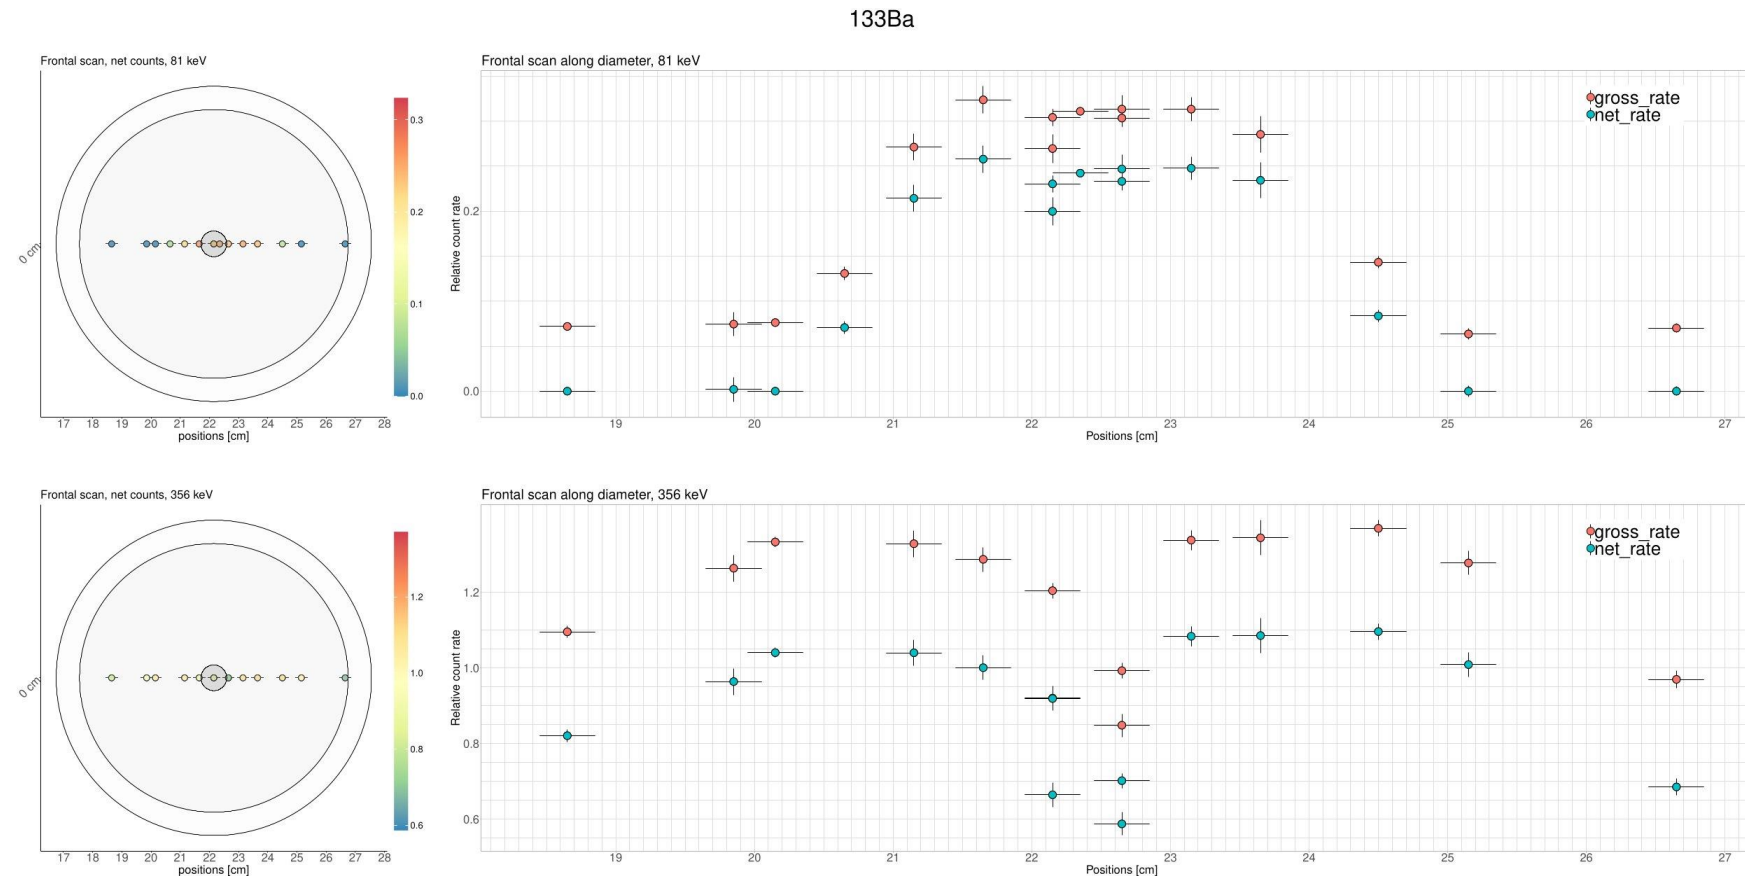 133Ba
Frontal scan, net counts, 81 keV
0 cm
17 18 19 20 21 22 23 24 25 26 27 28
positions [cm]
0.3
0.2
0.1
0.0
Frontal scan along diameter, 81 keV
Relative count rate
0.2
0.0
gross_rate
net_rate
19 20 21 22 23 24 25 26 27
Positions [cm]
Frontal scan, net counts, 356 keV
0 cm
17 18 19 20 21 22 23 24 25 26 27 28
positions [cm]
1.2
1.0
0.8
0.6
Frontal scan along diameter, 356 keV
Relative count rate
1.2
1.0
0.8
0.6
gross_rate
net_rate
19 20 21 22 23 24 25 26 27
Positions [cm]